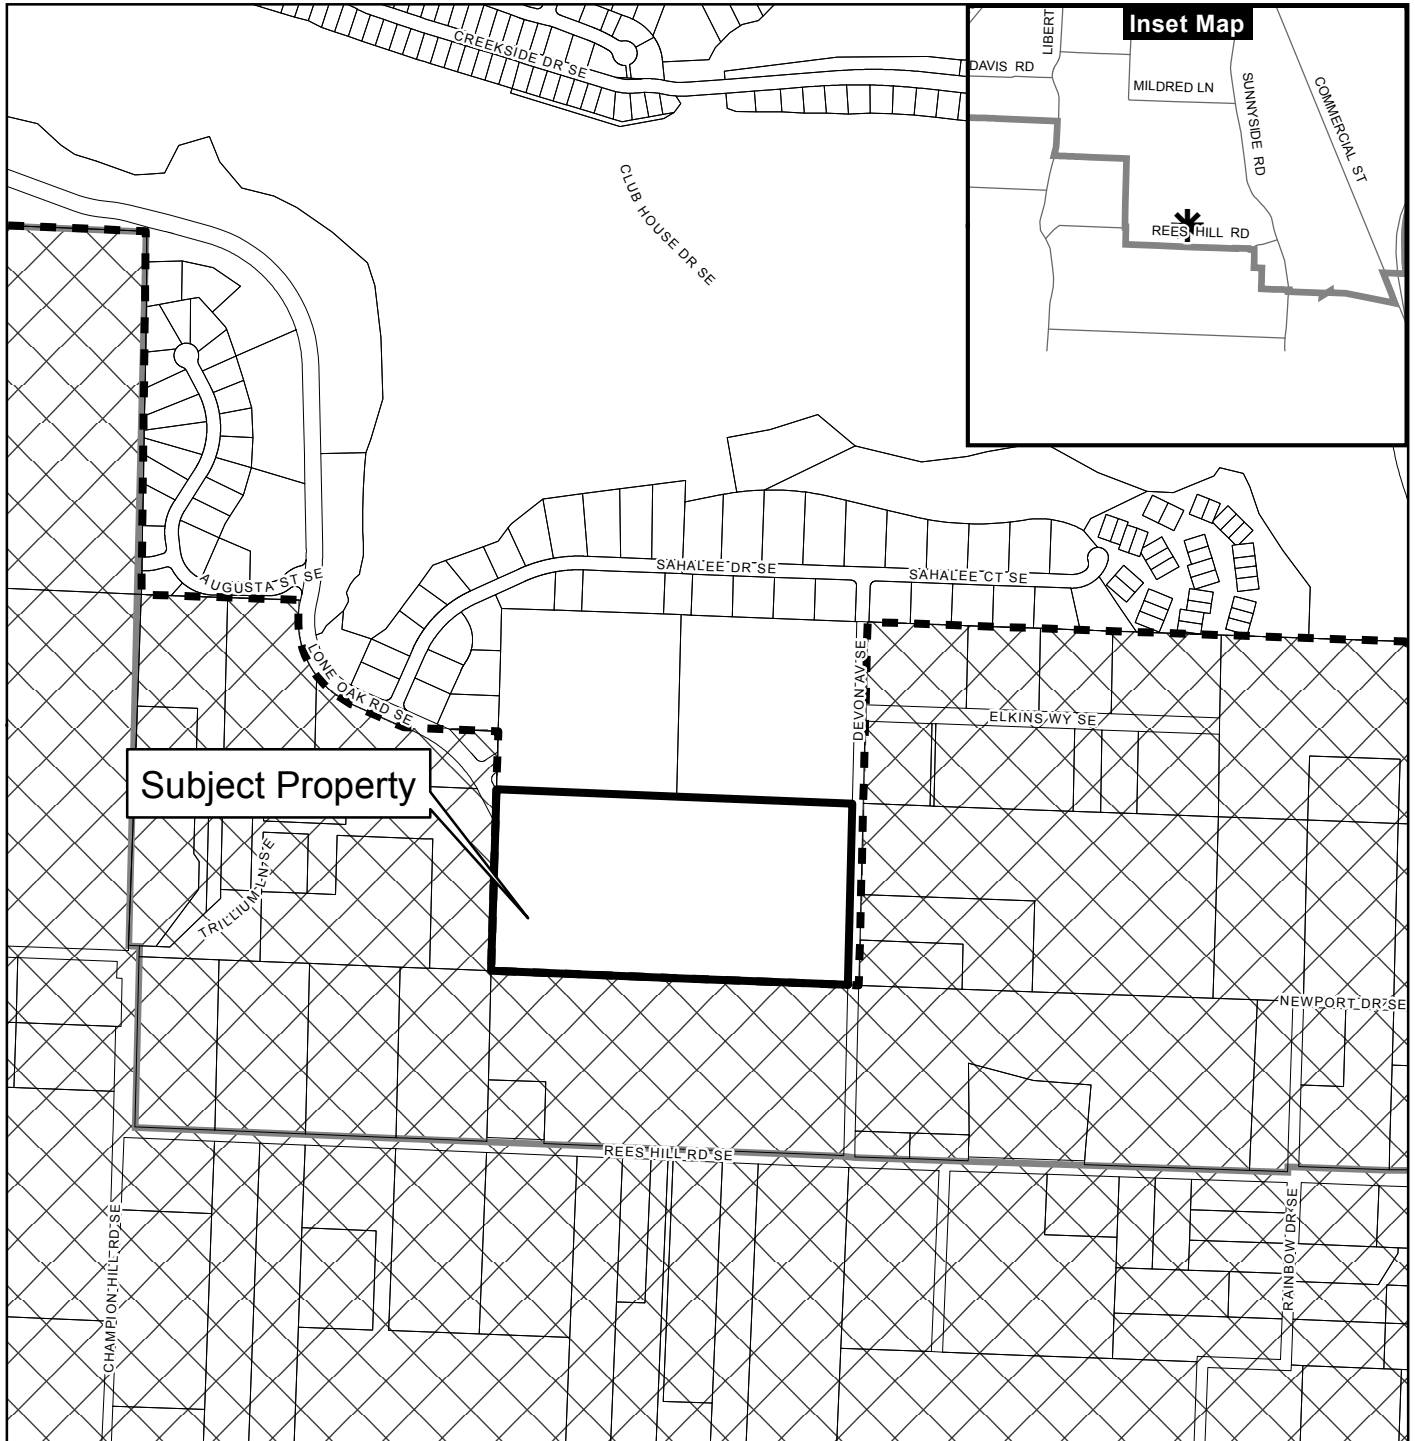 CREEKSIDE DR SE
Inset Map
LIBERT
DAVIS RD
MILDRED LN
SUNNYSIDE RD
COMMERCIAL ST
REES HILL RD
CLUB HOUSE DR SE
AUGUSTA ST SE
SAHALEE DR SE
SAHALEE CT SE
LONE OAK RD SE
DEVON AV SE
ELKINS WY SE
Subject Property
TRILLIUM LN SE
NEWPORT DR SE
REES HILL RD SE
CHAMPION HILL RD SE
RAINBOW DR SE